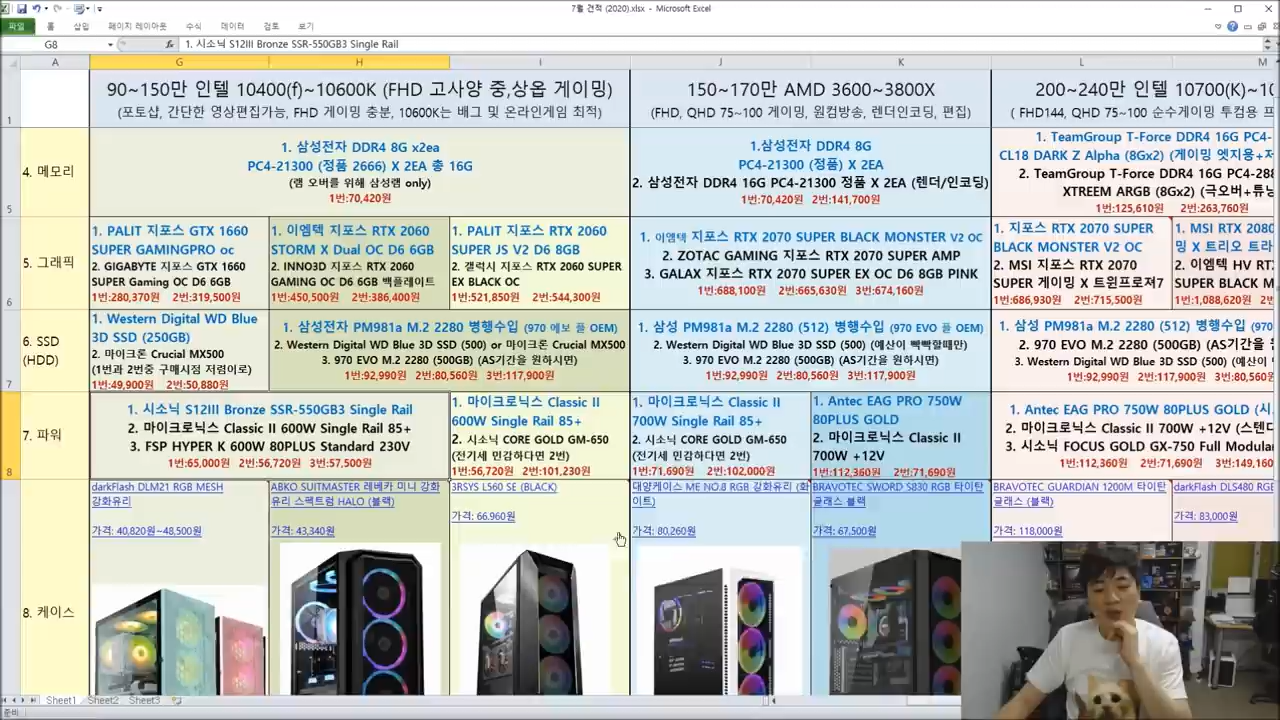 7월 견적 (2020).xlsx - Microsoft Excel
파일 홈 삽입 페이지 레이아웃 수식 데이터 검토 보기
G8 fx 1. 시소닉 S12III Bronze SSR-550GB3 Single Rail
A G H I J K L M
1
90~150만 인텔 10400(f)~10600K (FHD 고사양 중,상옵 게이밍)
(포토샵, 간단한 영상편집가능, FHD 게이밍 충분, 10600K는 배그 및 온라인게임 최적)
150~170만 AMD 3600~3800X
(FHD, QHD 75~100 게이밍, 원컴방송, 렌더인코딩, 편집)
200~240만 인텔 10700(K)~10
( FHD144, QHD 75~100 순수게이밍 투컴용 프
5
4. 메모리
1. 삼성전자 DDR4 8G x2ea
PC4-21300 (정품 2666) X 2EA 총 16G
(램 오버를 위해 삼성램 only)
1번:70,420원
1.삼성전자 DDR4 8G
PC4-21300 (정품) X 2EA
2. 삼성전자 DDR4 16G PC4-21300 정품 X 2EA (렌더/인코딩)
1번:70,420원 2번:141,700원
1. TeamGroup T-Force DDR4 16G PC4-
CL18 DARK Z Alpha (8Gx2) (게이밍 엣지용+저
2. TeamGroup T-Force DDR4 16G PC4-288
XTREEM ARGB (8Gx2) (극오버+튜닝
1번:125,610원 2번:263,760원
6
5. 그래픽
1. PALIT 지포스 GTX 1660
SUPER GAMINGPRO oc
2. GIGABYTE 지포스 GTX 1660
SUPER Gaming OC D6 6GB
1번:280,370원 2번:319,500원
1. 이엠텍 지포스 RTX 2060
STORM X Dual OC D6 6GB
2. INNO3D 지포스 RTX 2060
GAMING OC D6 6GB 백플레이트
1번:450,500원 2번:386,400원
1. PALIT 지포스 RTX 2060
SUPER JS V2 D6 8GB
2. 갤럭시 지포스 RTX 2060 SUPER
EX BLACK OC
1번:521,850원 2번:544,300원
1. 이엠텍 지포스 RTX 2070 SUPER BLACK MONSTER V2 OC
2. ZOTAC GAMING 지포스 RTX 2070 SUPER AMP
3. GALAX 지포스 RTX 2070 SUPER EX OC D6 8GB PINK
1번:688,100원 2번:665,630원 3번:674,160원
1. 지포스 RTX 2070 SUPER
BLACK MONSTER V2 OC
2. MSI 지포스 RTX 2070
SUPER 게이밍 X 트윈프로져7
1번:686,930원 2번:715,500원
1. MSI RTX 2080
밍 X 트리오 트라
2. 이엠텍 HV RTX
SUPER BLACK M
1번:1,088,620원 2
7
6. SSD
(HDD)
1. Western Digital WD Blue
3D SSD (250GB)
2. 마이크론 Crucial MX500
(1번과 2번중 구매시점 저렴이로)
1번:49,900원 2번:50,880원
1. 삼성전자 PM981a M.2 2280 병행수입 (970 에보 플 OEM)
2. Western Digital WD Blue 3D SSD (500) or 마이크론 Crucial MX500
3. 970 EVO M.2 2280 (500GB) (AS기간을 원하시면)
1번:92,990원 2번:80,560원 3번:117,900원
1. 삼성 PM981a M.2 2280 (512) 병행수입 (970 EVO 플 OEM)
2. Western Digital WD Blue 3D SSD (500) (예산이 빡빡할때만)
3. 970 EVO M.2 2280 (500GB) (AS기간을 원하시면)
1번:92,990원 2번:80,560원 3번:117,900원
1. 삼성 PM981a M.2 2280 (512) 병행수입 (970 EV
2. 970 EVO M.2 2280 (500GB) (AS기간을
3. Western Digital WD Blue 3D SSD (500) (예산이
1번:92,990원 2번:117,900원 3번:80,560원
8
7. 파워
1. 시소닉 S12III Bronze SSR-550GB3 Single Rail
2. 마이크로닉스 Classic II 600W Single Rail 85+
3. FSP HYPER K 600W 80PLUS Standard 230V
1번:65,000원 2번:56,720원 3번:57,500원
1. 마이크로닉스 Classic II
600W Single Rail 85+
2. 시소닉 CORE GOLD GM-650
(전기세 민감하다면 2번)
1번:56,720원 2번:101,230원
1. 마이크로닉스 Classic II
700W Single Rail 85+
2. 시소닉 CORE GOLD GM-650
(전기세 민감하다면 2번)
1번:71,690원 2번:102,000원
1. Antec EAG PRO 750W
80PLUS GOLD
2. 마이크로닉스 Classic II
700W +12V
1번:112,360원 2번:71,690원
1. Antec EAG PRO 750W 80PLUS GOLD (시
2. 마이크로닉스 Classic II 700W +12V (스텐다
3. 시소닉 FOCUS GOLD GX-750 Full Modular
1번:112,360원 2번:71,690원 3번:149,160
8. 케이스
darkFlash DLM21 RGB MESH
강화유리
가격: 40,820원~48,500원
ABKO SUITMASTER 레베카 미니 강화
유리 스펙트럼 HALO (블랙)
가격: 43,340원
3RSYS L560 SE (BLACK)
가격: 66.960원
대양케이스 ME NO.8 RGB 강화유리 (화
이트)
가격: 80,260원
BRAVOTEC SWORD S830 RGB 타이탄
글래스 블랙
가격: 67,500원
BRAVOTEC GUARDIAN 1200M 타이탄
글래스 (블랙)
가격: 118,000원
darkFlash DLS480 RGB
가격: 83,000원
Sheet1 Sheet2 Sheet3
준비